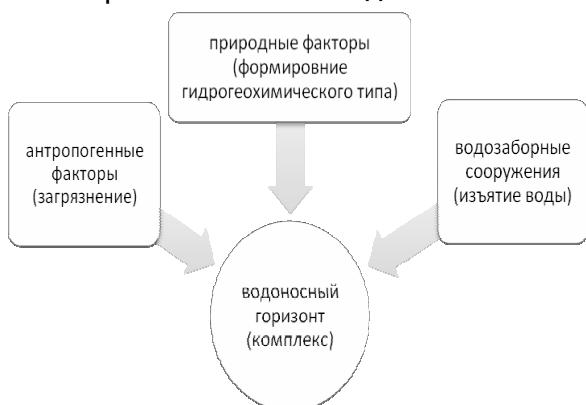 природные факторы
(формировние
гидрогеохимического типа)
антропогенные
факторы
(загрязнение)
водозаборные
сооружения
(изъятие воды)
водоносный
горизонт
(комплекс)